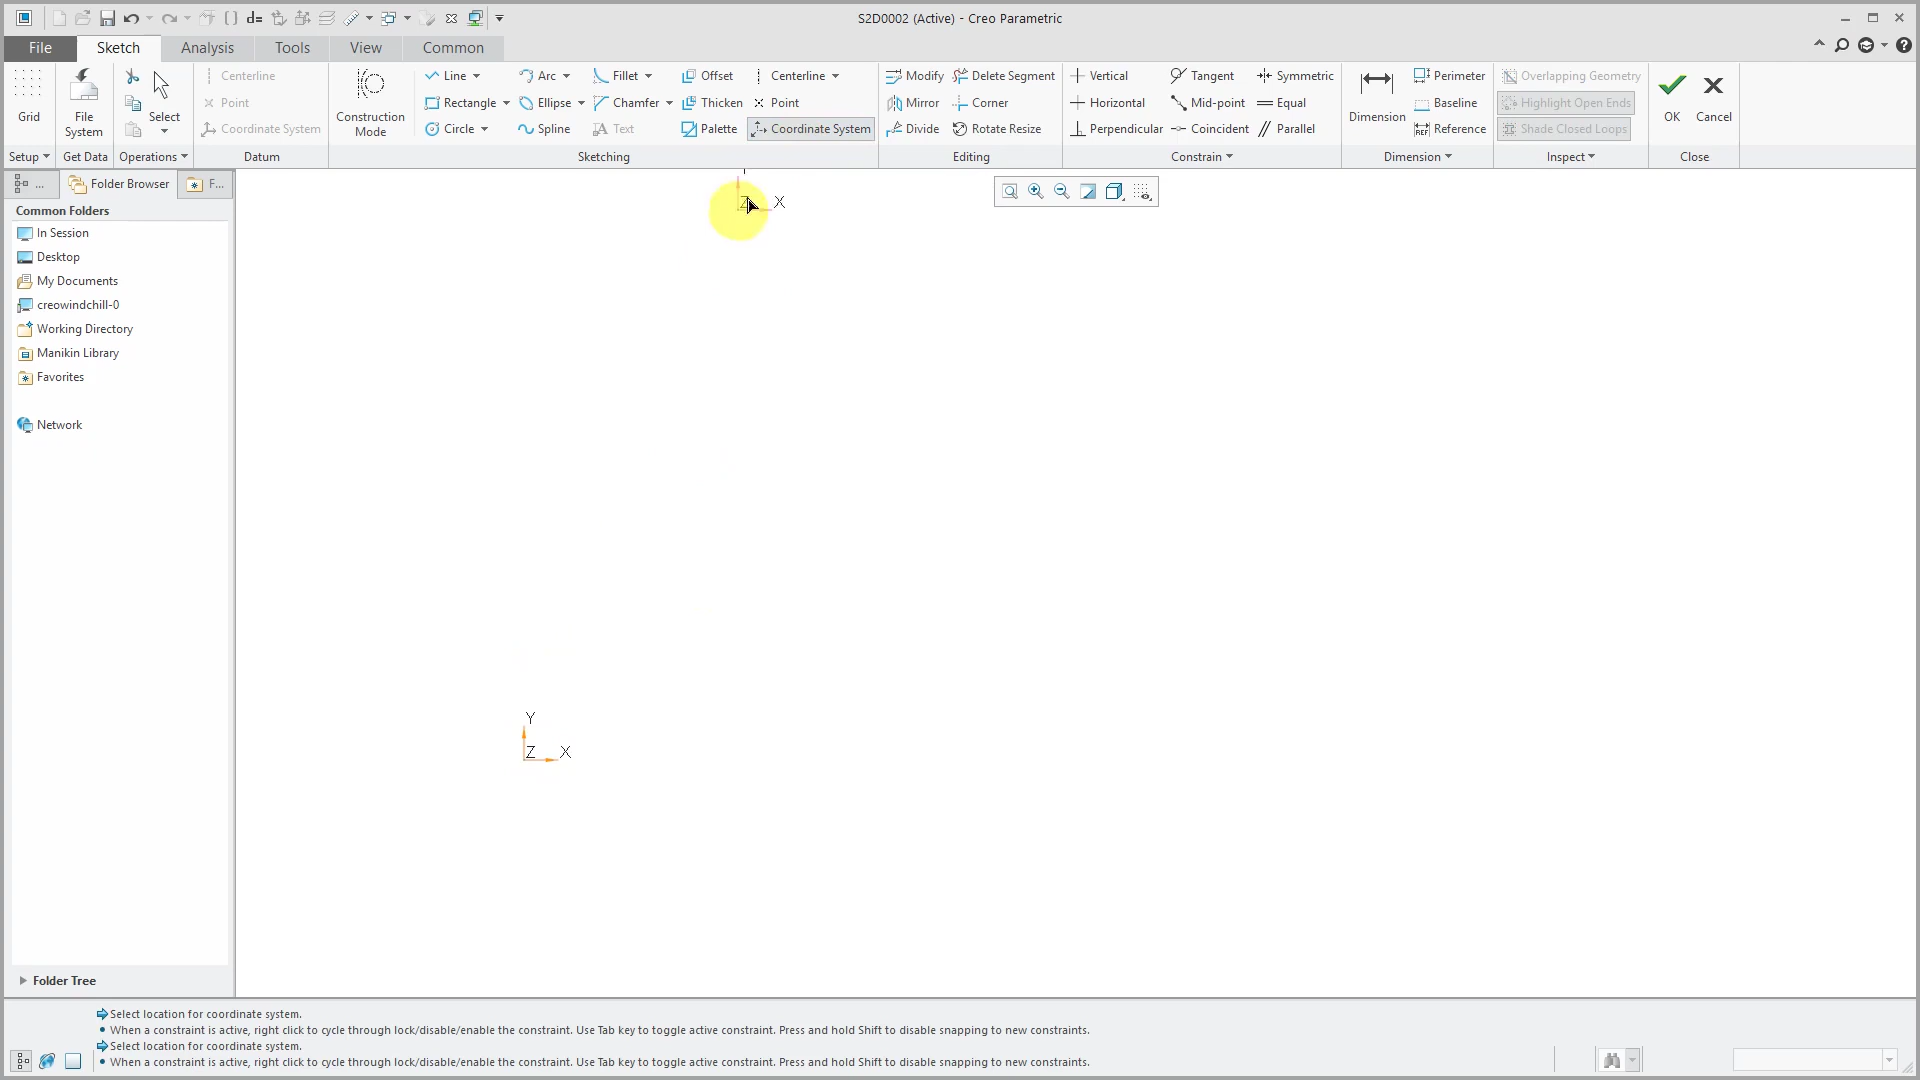 S2D0002 (Active) - Creo Parametric
File Sketch Analysis Tools View Common
Grid
File System
Select
Centerline
Point
Coordinate System
Construction Mode
Line Arc Fillet Offset Centerline
Rectangle Ellipse Chamfer Thicken Point
Circle Spline Text Palette Coordinate System
Modify Delete Segment
Mirror Corner
Divide Rotate Resize
Vertical Tangent Symmetric
Horizontal Mid-point Equal
Perpendicular Coincident Parallel
Dimension
Perimeter
Baseline
REF Reference
Overlapping Geometry
Highlight Open Ends
Shade Closed Loops
OK Cancel
Setup Get Data Operations Datum Sketching Editing Constrain Dimension Inspect Close
... Folder Browser F...
Common Folders
In Session
Desktop
My Documents
creowindchill-0
Working Directory
Manikin Library
Favorites
Network
Folder Tree
Z X
Y
Z X
Select location for coordinate system.
• When a constraint is active, right click to cycle through lock/disable/enable the constraint. Use Tab key to toggle active constraint. Press and hold Shift to disable snapping to new constraints.
Select location for coordinate system.
• When a constraint is active, right click to cycle through lock/disable/enable the constraint. Use Tab key to toggle active constraint. Press and hold Shift to disable snapping to new constraints.